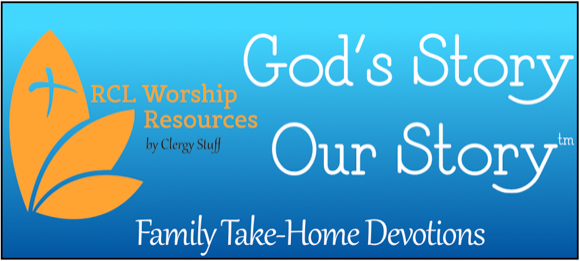 RCL Worship
Resources
by Clergy Stuff
God's Story
Our Story™
Family Take-Home Devotions